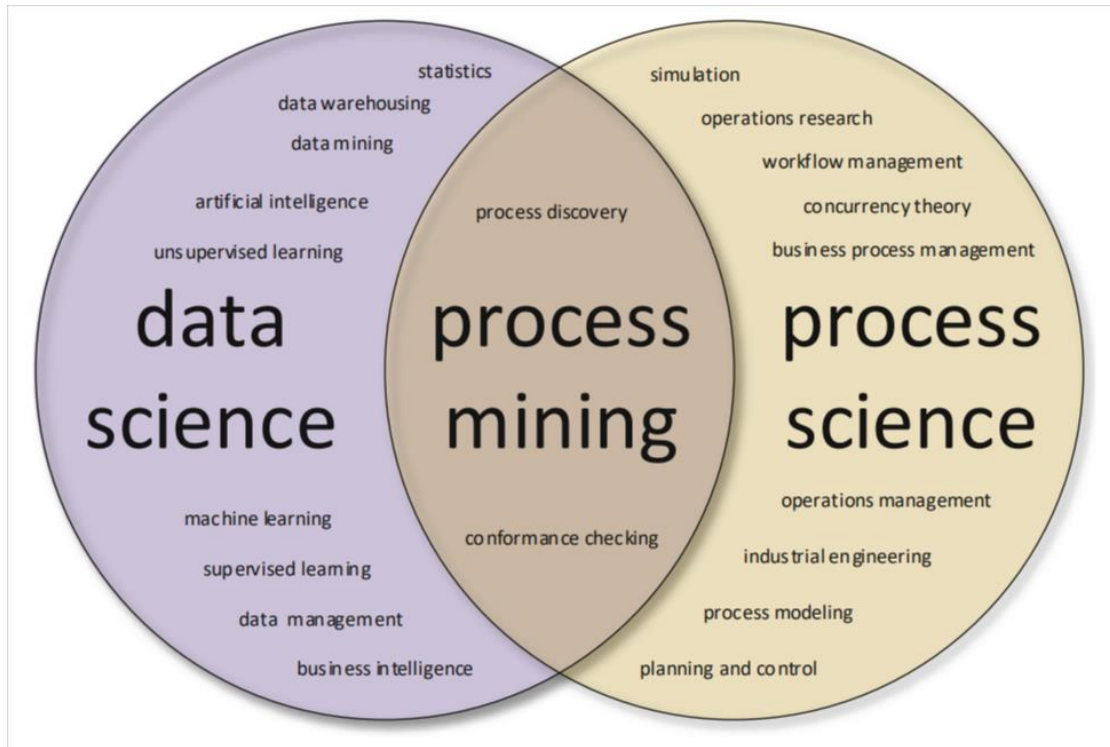 statistics
data warehousing
data mining
artificial intelligence
unsupervised learning
data
science
machine learning
supervised learning
data management
business intelligence
process discovery
process
mining
conformance checking
simulation
operations research
workflow management
concurrency theory
business process management
process
science
operations management
industrial engineering
process modeling
planning and control